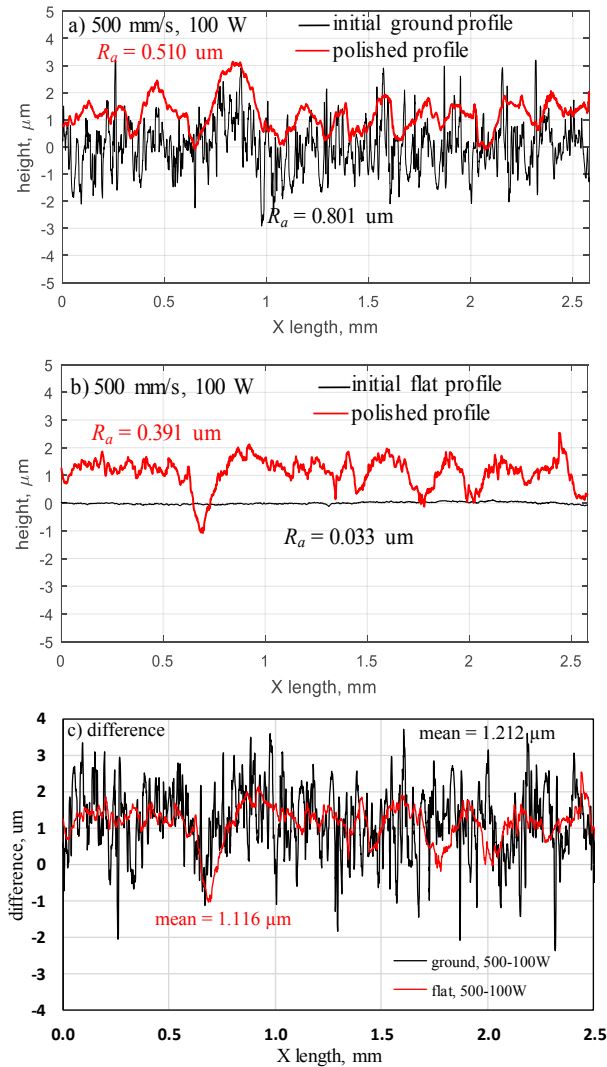 a) 500 mm/s, 100 W
initial ground profile
Ra = 0.510 um
polished profile
Ra = 0.801 um
height, μm
5
4
3
2
1
0
-1
-2
-3
-4
5
0 0.5 1 1.5 2 2.5
X length, mm
b) 500 mm/s, 100 W
initial flat profile
Ra = 0.391 um
polished profile
Ra = 0.033 um
height, μm
5
4
3
2
1
0
-1
-2
-3
-4
-5
0 0.5 1 1.5 2 2.5
X length, mm
c) difference
mean = 1.212 μm
mean = 1.116 μm
ground, 500-100W
flat, 500-100W
difference, um
4
3
2
1
0
-1
2
-3
-4
0.0 0.5 1.0 1.5 2.0 2.5
X length, mm